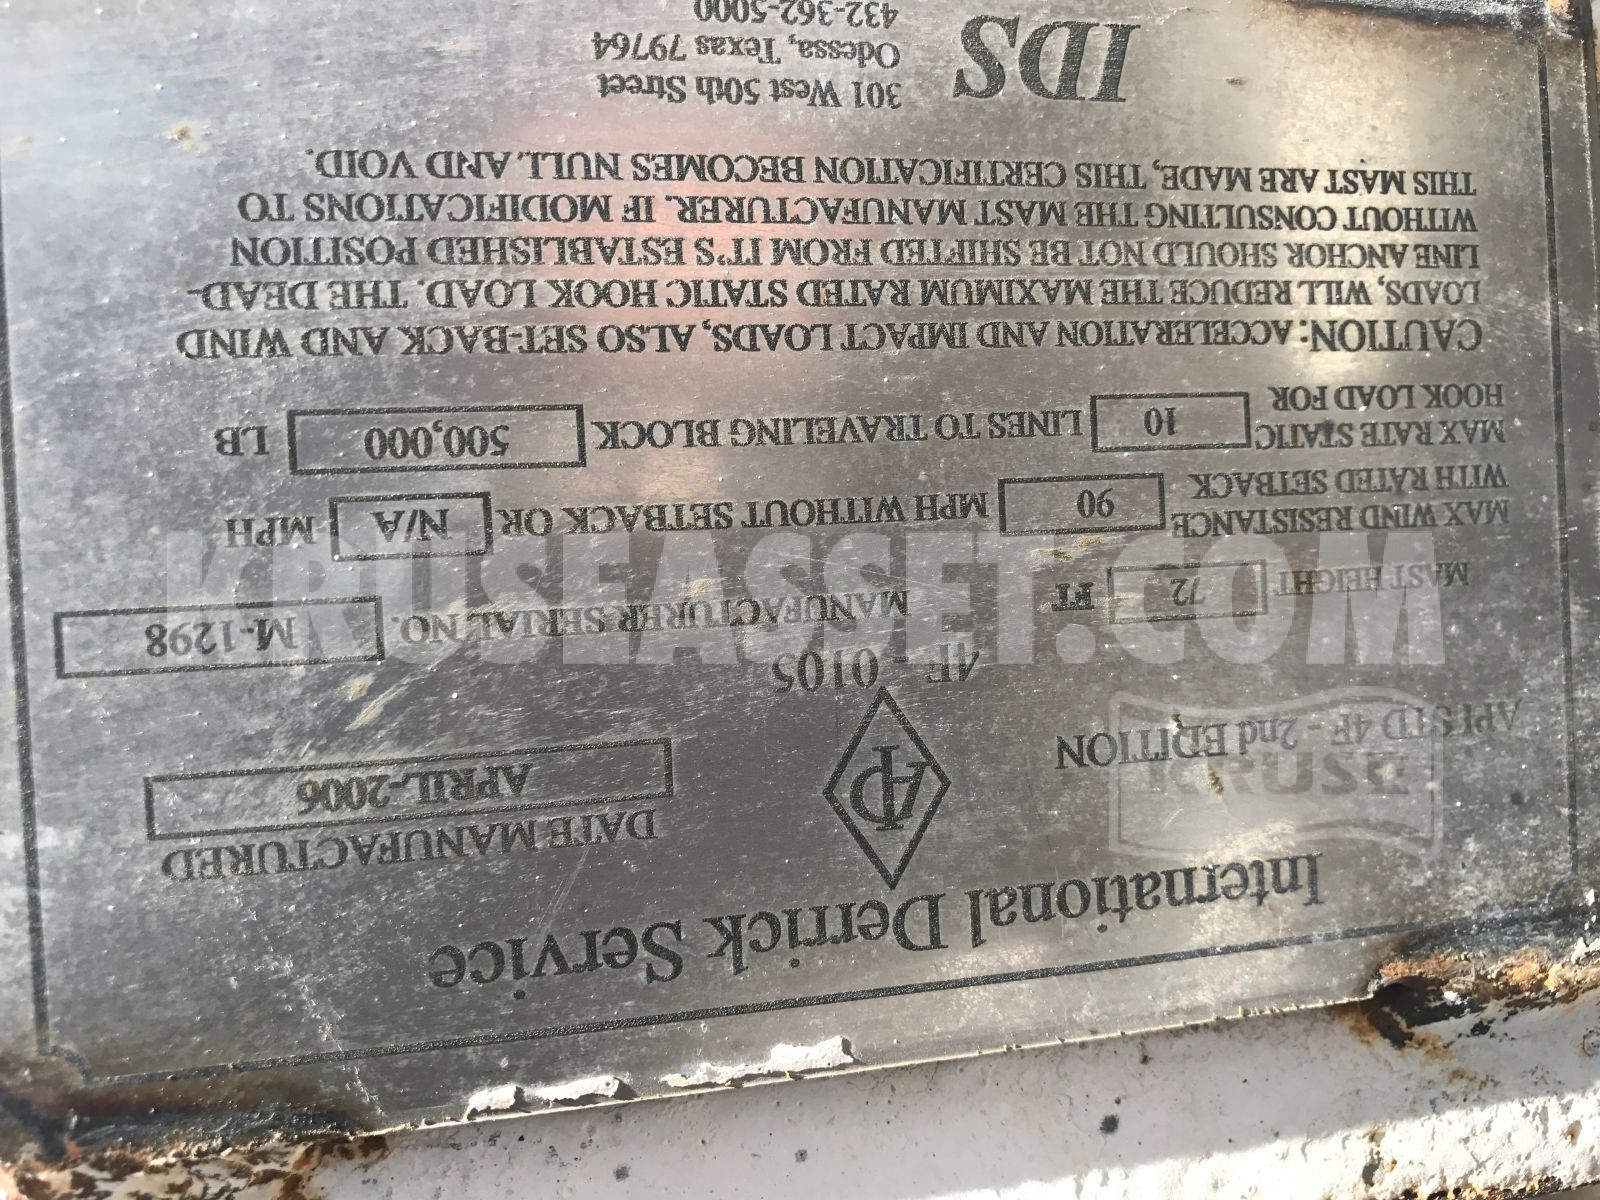 International Derrick Service
API STD 4F - 2nd EDITION
4F - 0105
DATE MANUFACTURED
APRIL-2006
MAST HEIGHT 72 FT MANUFACTURER SERIAL NO. M-1298
MAX WIND RESISTANCE
WITH RATED SETBACK 90 MPH WITHOUT SETBACK OR N/A MPH
MAX RATE STATIC
HOOK LOAD FOR 10 LINES TO TRAVELING BLOCK 500,000 LB
CAUTION: ACCELERATION AND IMPACT LOADS, ALSO SET-BACK AND WIND
LOADS, WILL REDUCE THE MAXIMUM RATED STATIC HOOK LOAD. THE DEAD-
LINE ANCHOR SHOULD NOT BE SHIFTED FROM IT'S ESTABLISHED POSITION
WITHOUT CONSULTING THE MAST MANUFACTURER. IF MODIFICATIONS TO
THIS MAST ARE MADE, THIS CERTIFICATION BECOMES NULL AND VOID.
IDS
301 West 50th Street
Odessa, Texas 79764
432-362-5000
KRUSEASSET.COM
KRUSE